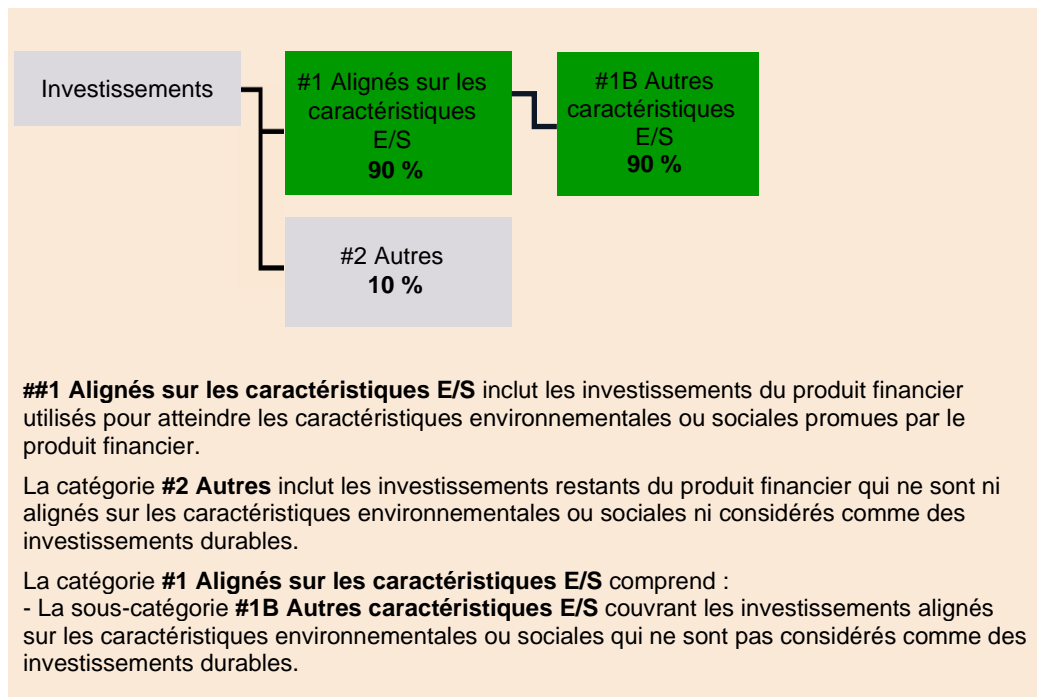 Investissements
#1 Alignés sur les
caractéristiques
E/S
90 %
#1B Autres
caractéristiques
E/S
90 %
#2 Autres
10 %
##1 Alignés sur les caractéristiques E/S inclut les investissements du produit financier
utilisés pour atteindre les caractéristiques environnementales ou sociales promues par le
produit financier.
La catégorie #2 Autres inclut les investissements restants du produit financier qui ne sont ni
alignés sur les caractéristiques environnementales ou sociales ni considérés comme des
investissements durables.
La catégorie #1 Alignés sur les caractéristiques E/S comprend :
- La sous-catégorie #1B Autres caractéristiques E/S couvrant les investissements alignés
sur les caractéristiques environnementales ou sociales qui ne sont pas considérés comme des
investissements durables.